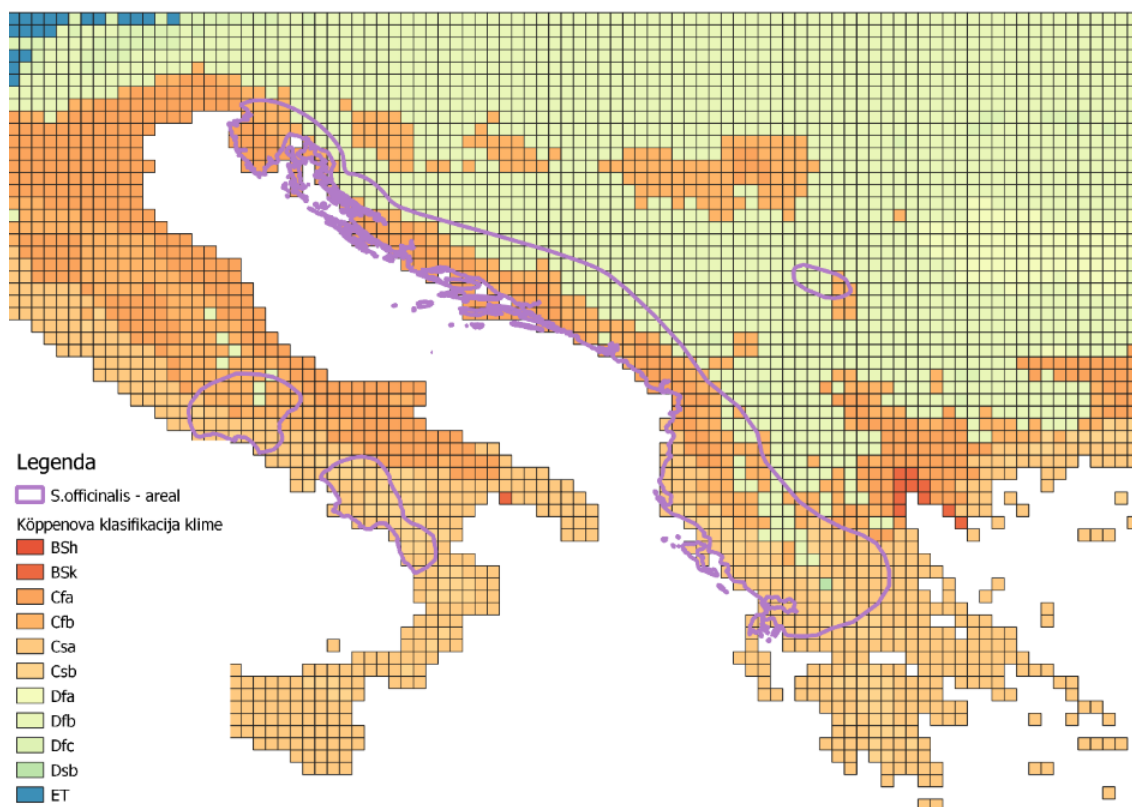 Legenda
S.officinalis - areal
Köppenova klasifikacija klime
BSh
BSk
Cfa
Cfb
Csa
Csb
Dfa
Dfb
Dfc
Dsb
ET